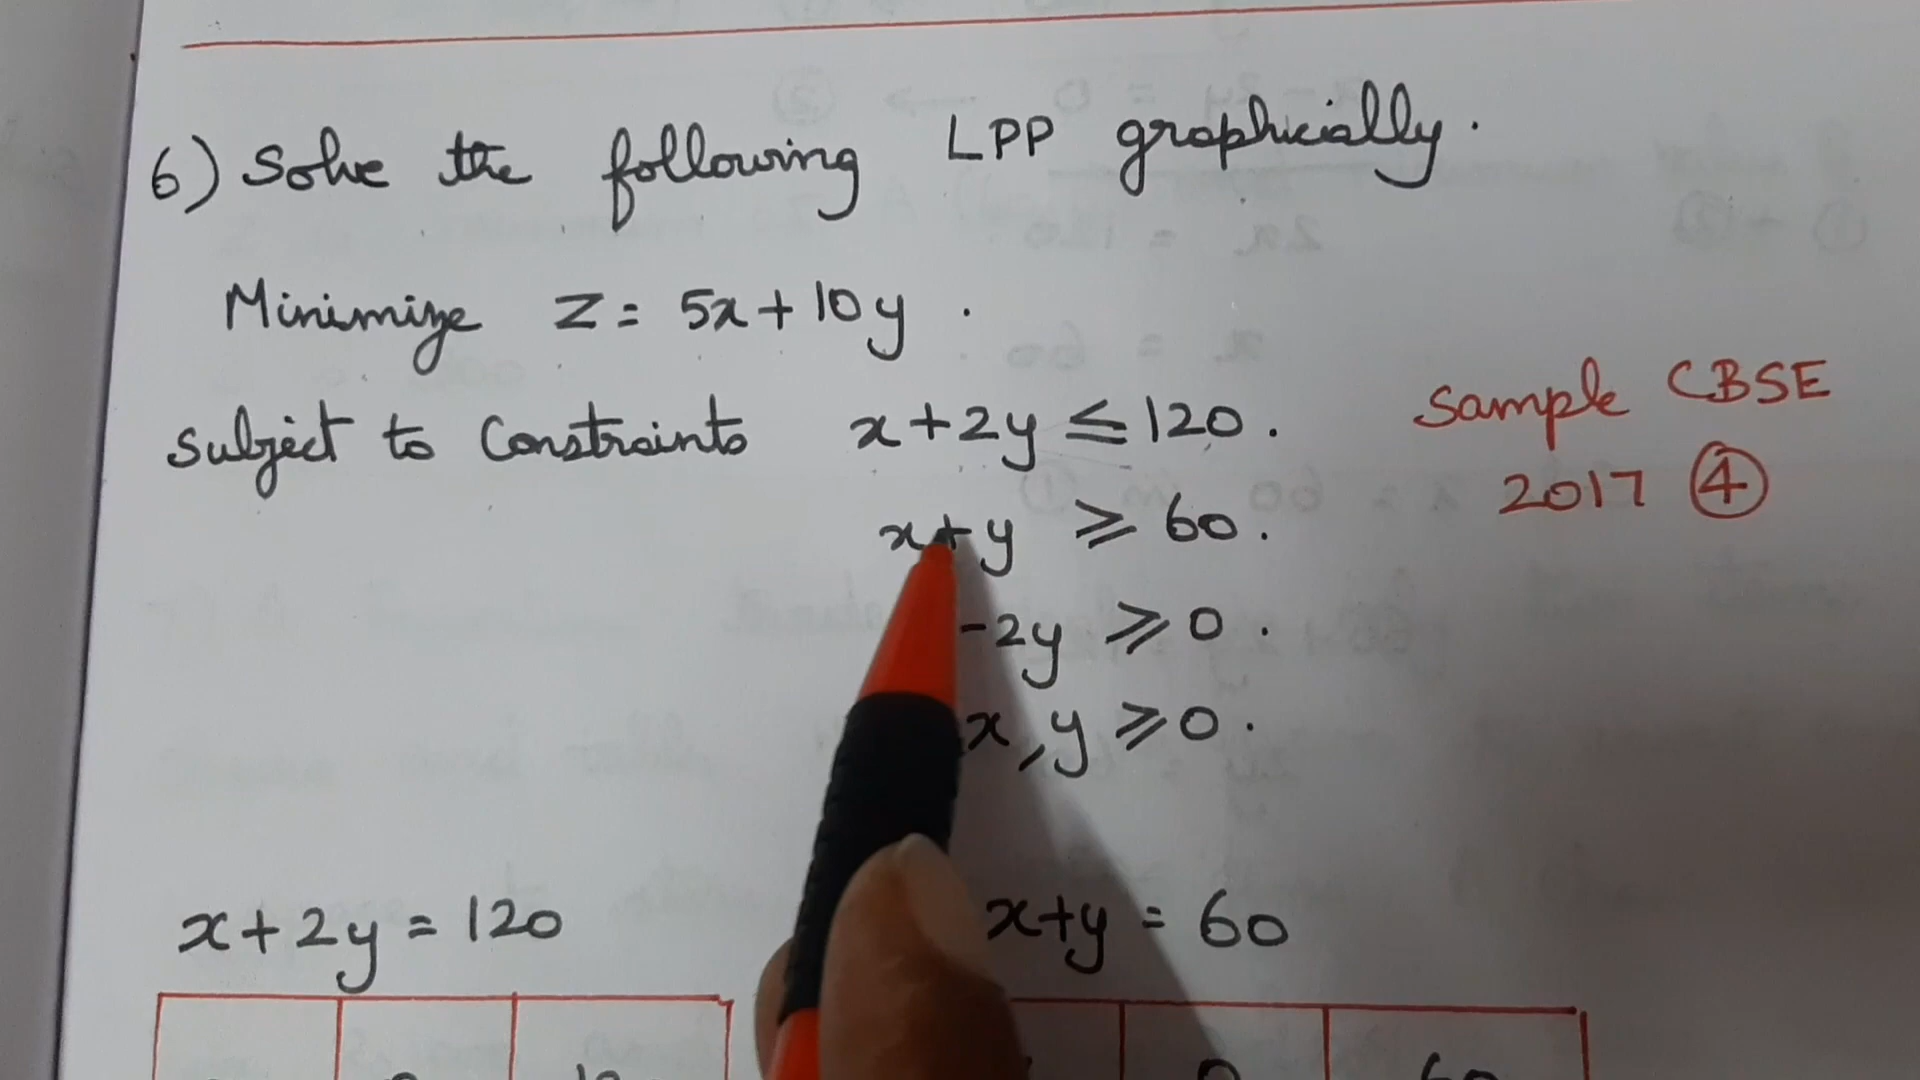 6) Solve the following LPP graphically.
Minimize Z = 5x + 10y .
Subject to Constraints x + 2y ≤ 120 .
x + y ≥ 60 .
- 2y ≥ 0 .
x , y ≥ 0 .
Sample CBSE
2017 ④
x + 2y = 120
x + y = 60